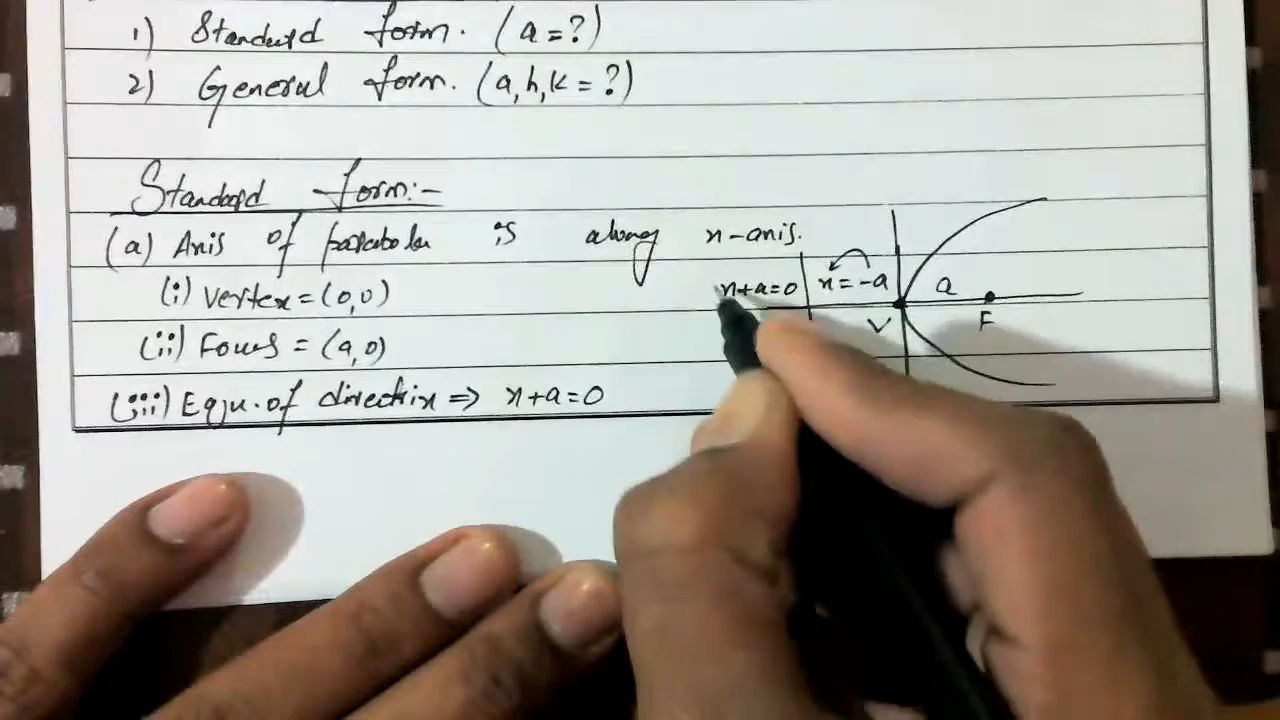 1) Standard form. (a=?)
2) General form. (a,h,k=?)
Standard form:-
(a) Axis of parabola is along x-axis.
(i) Vertex=(0,0)
x+a=0 x=-a a
V F
(ii) Focus = (a,0)
(iii) Equ. of directrix ⇒ x+a=0